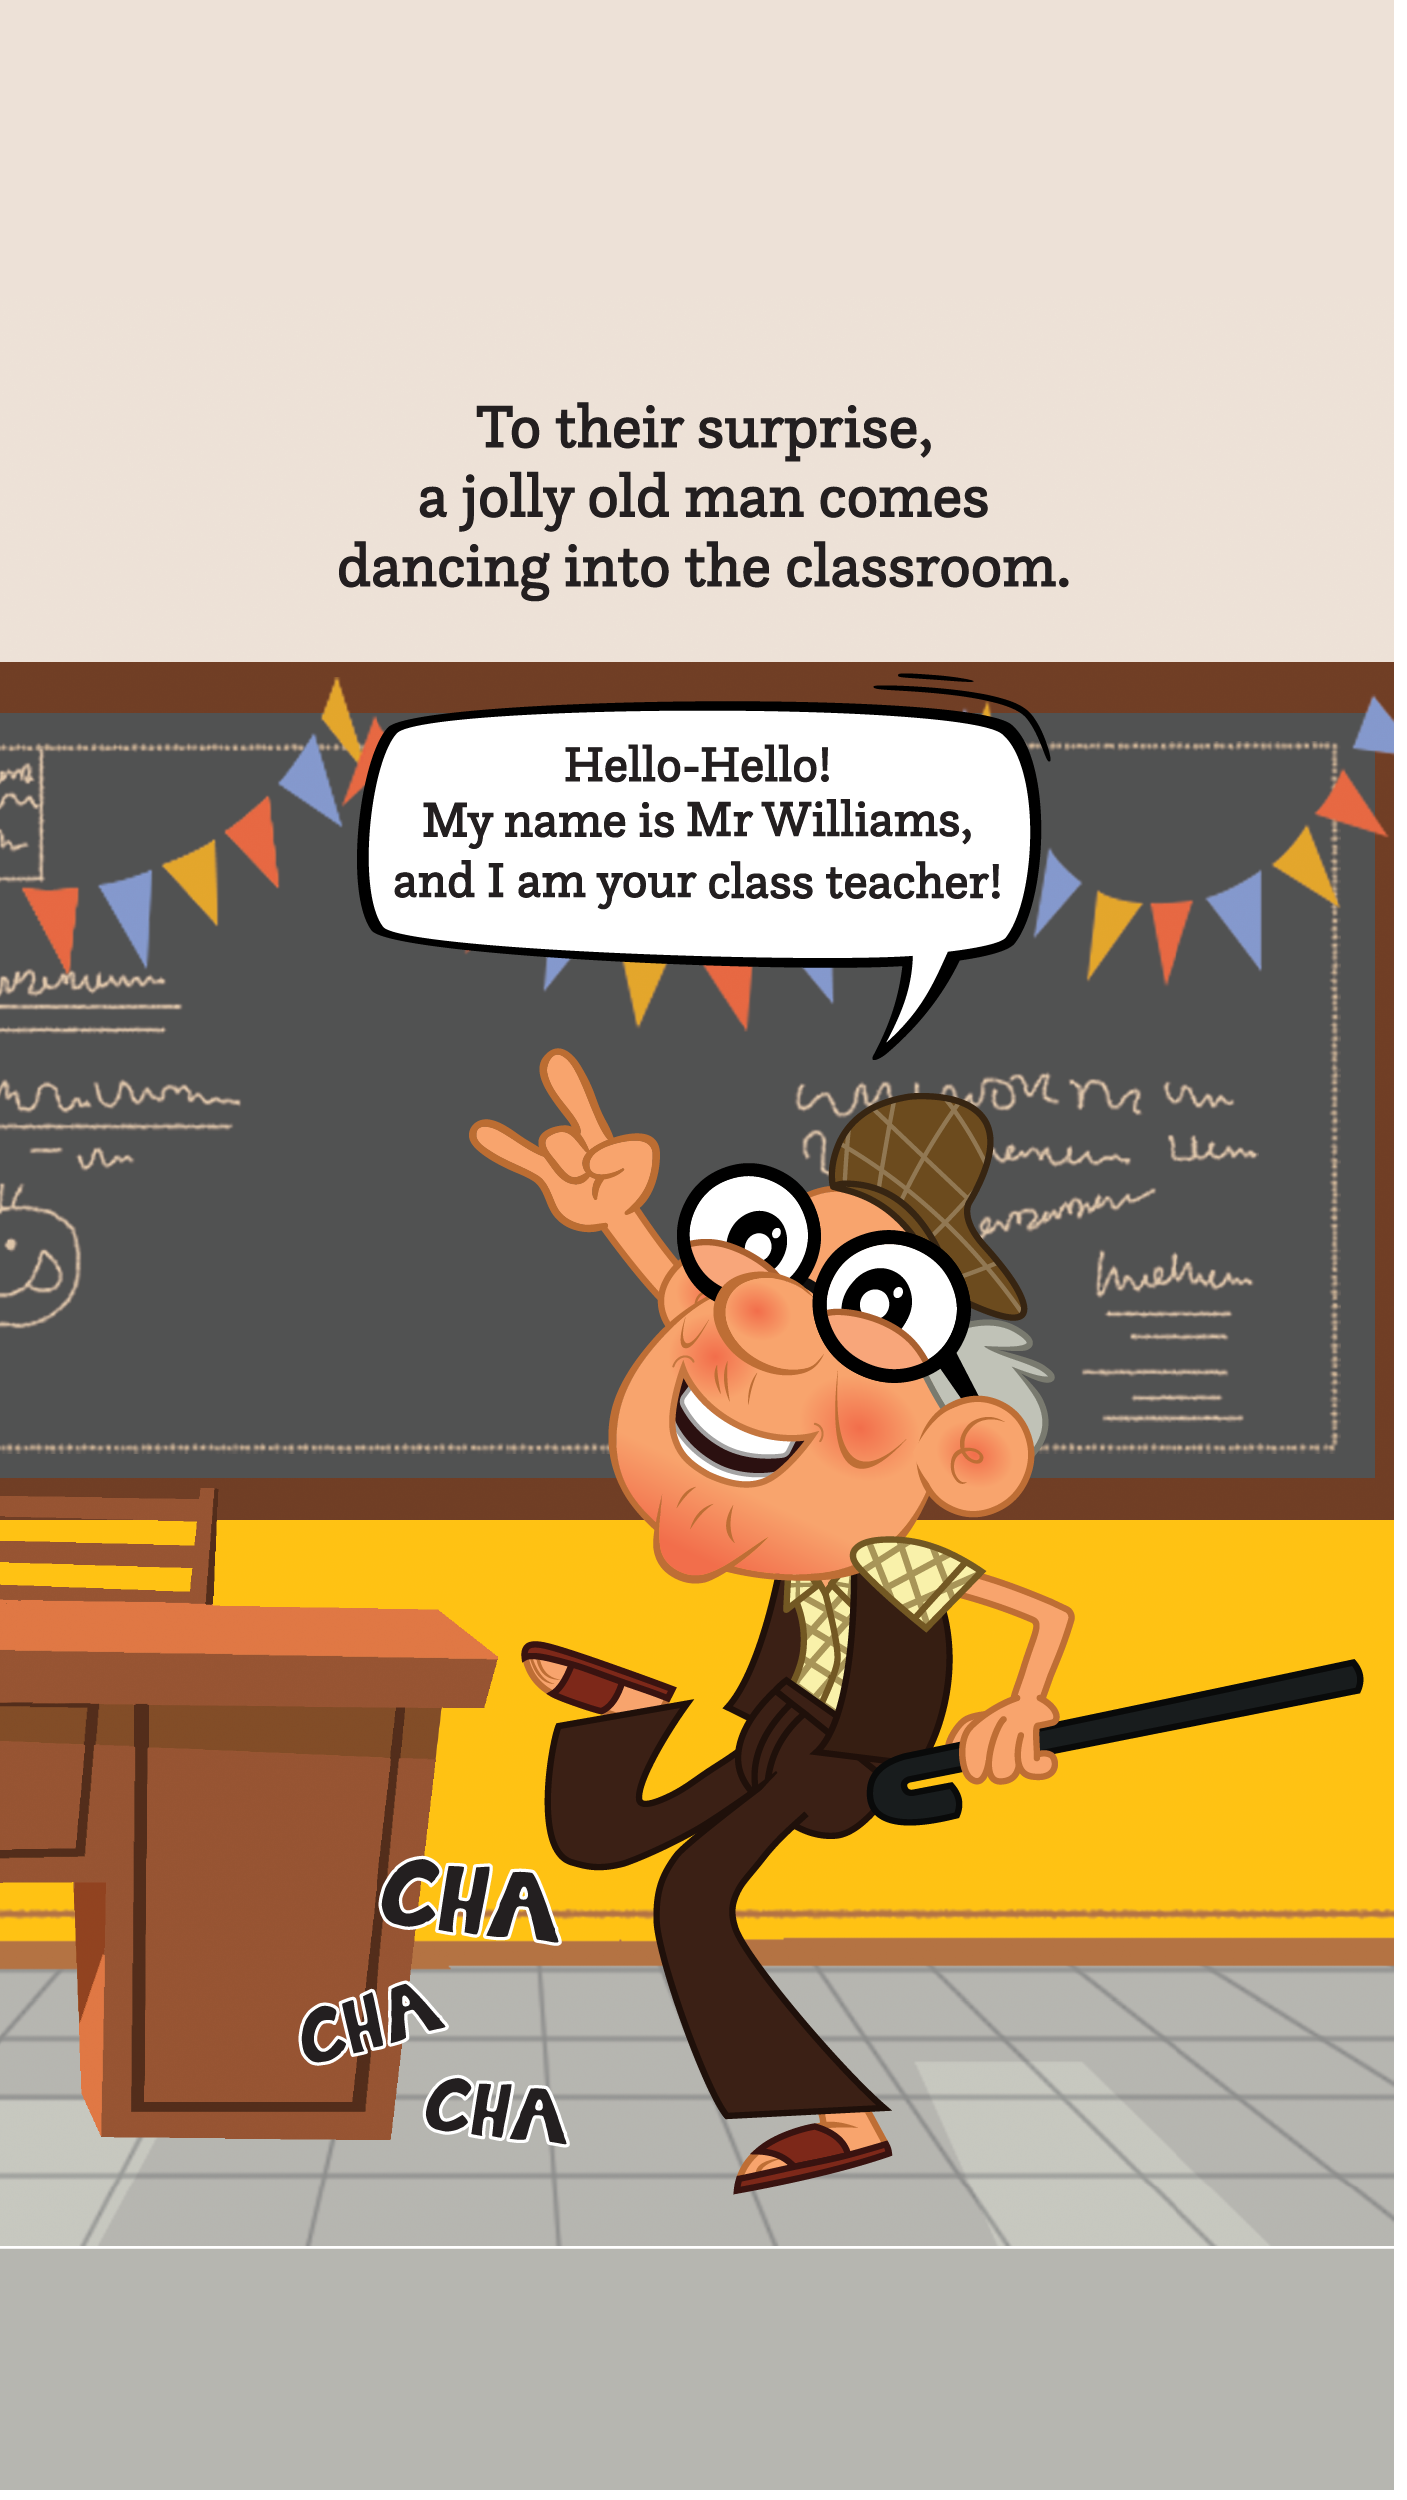 To their surprise,
a jolly old man comes
dancing into the classroom.
Hello-Hello!
My name is Mr Williams,
and I am your class teacher!
CHA
CHA
CHA